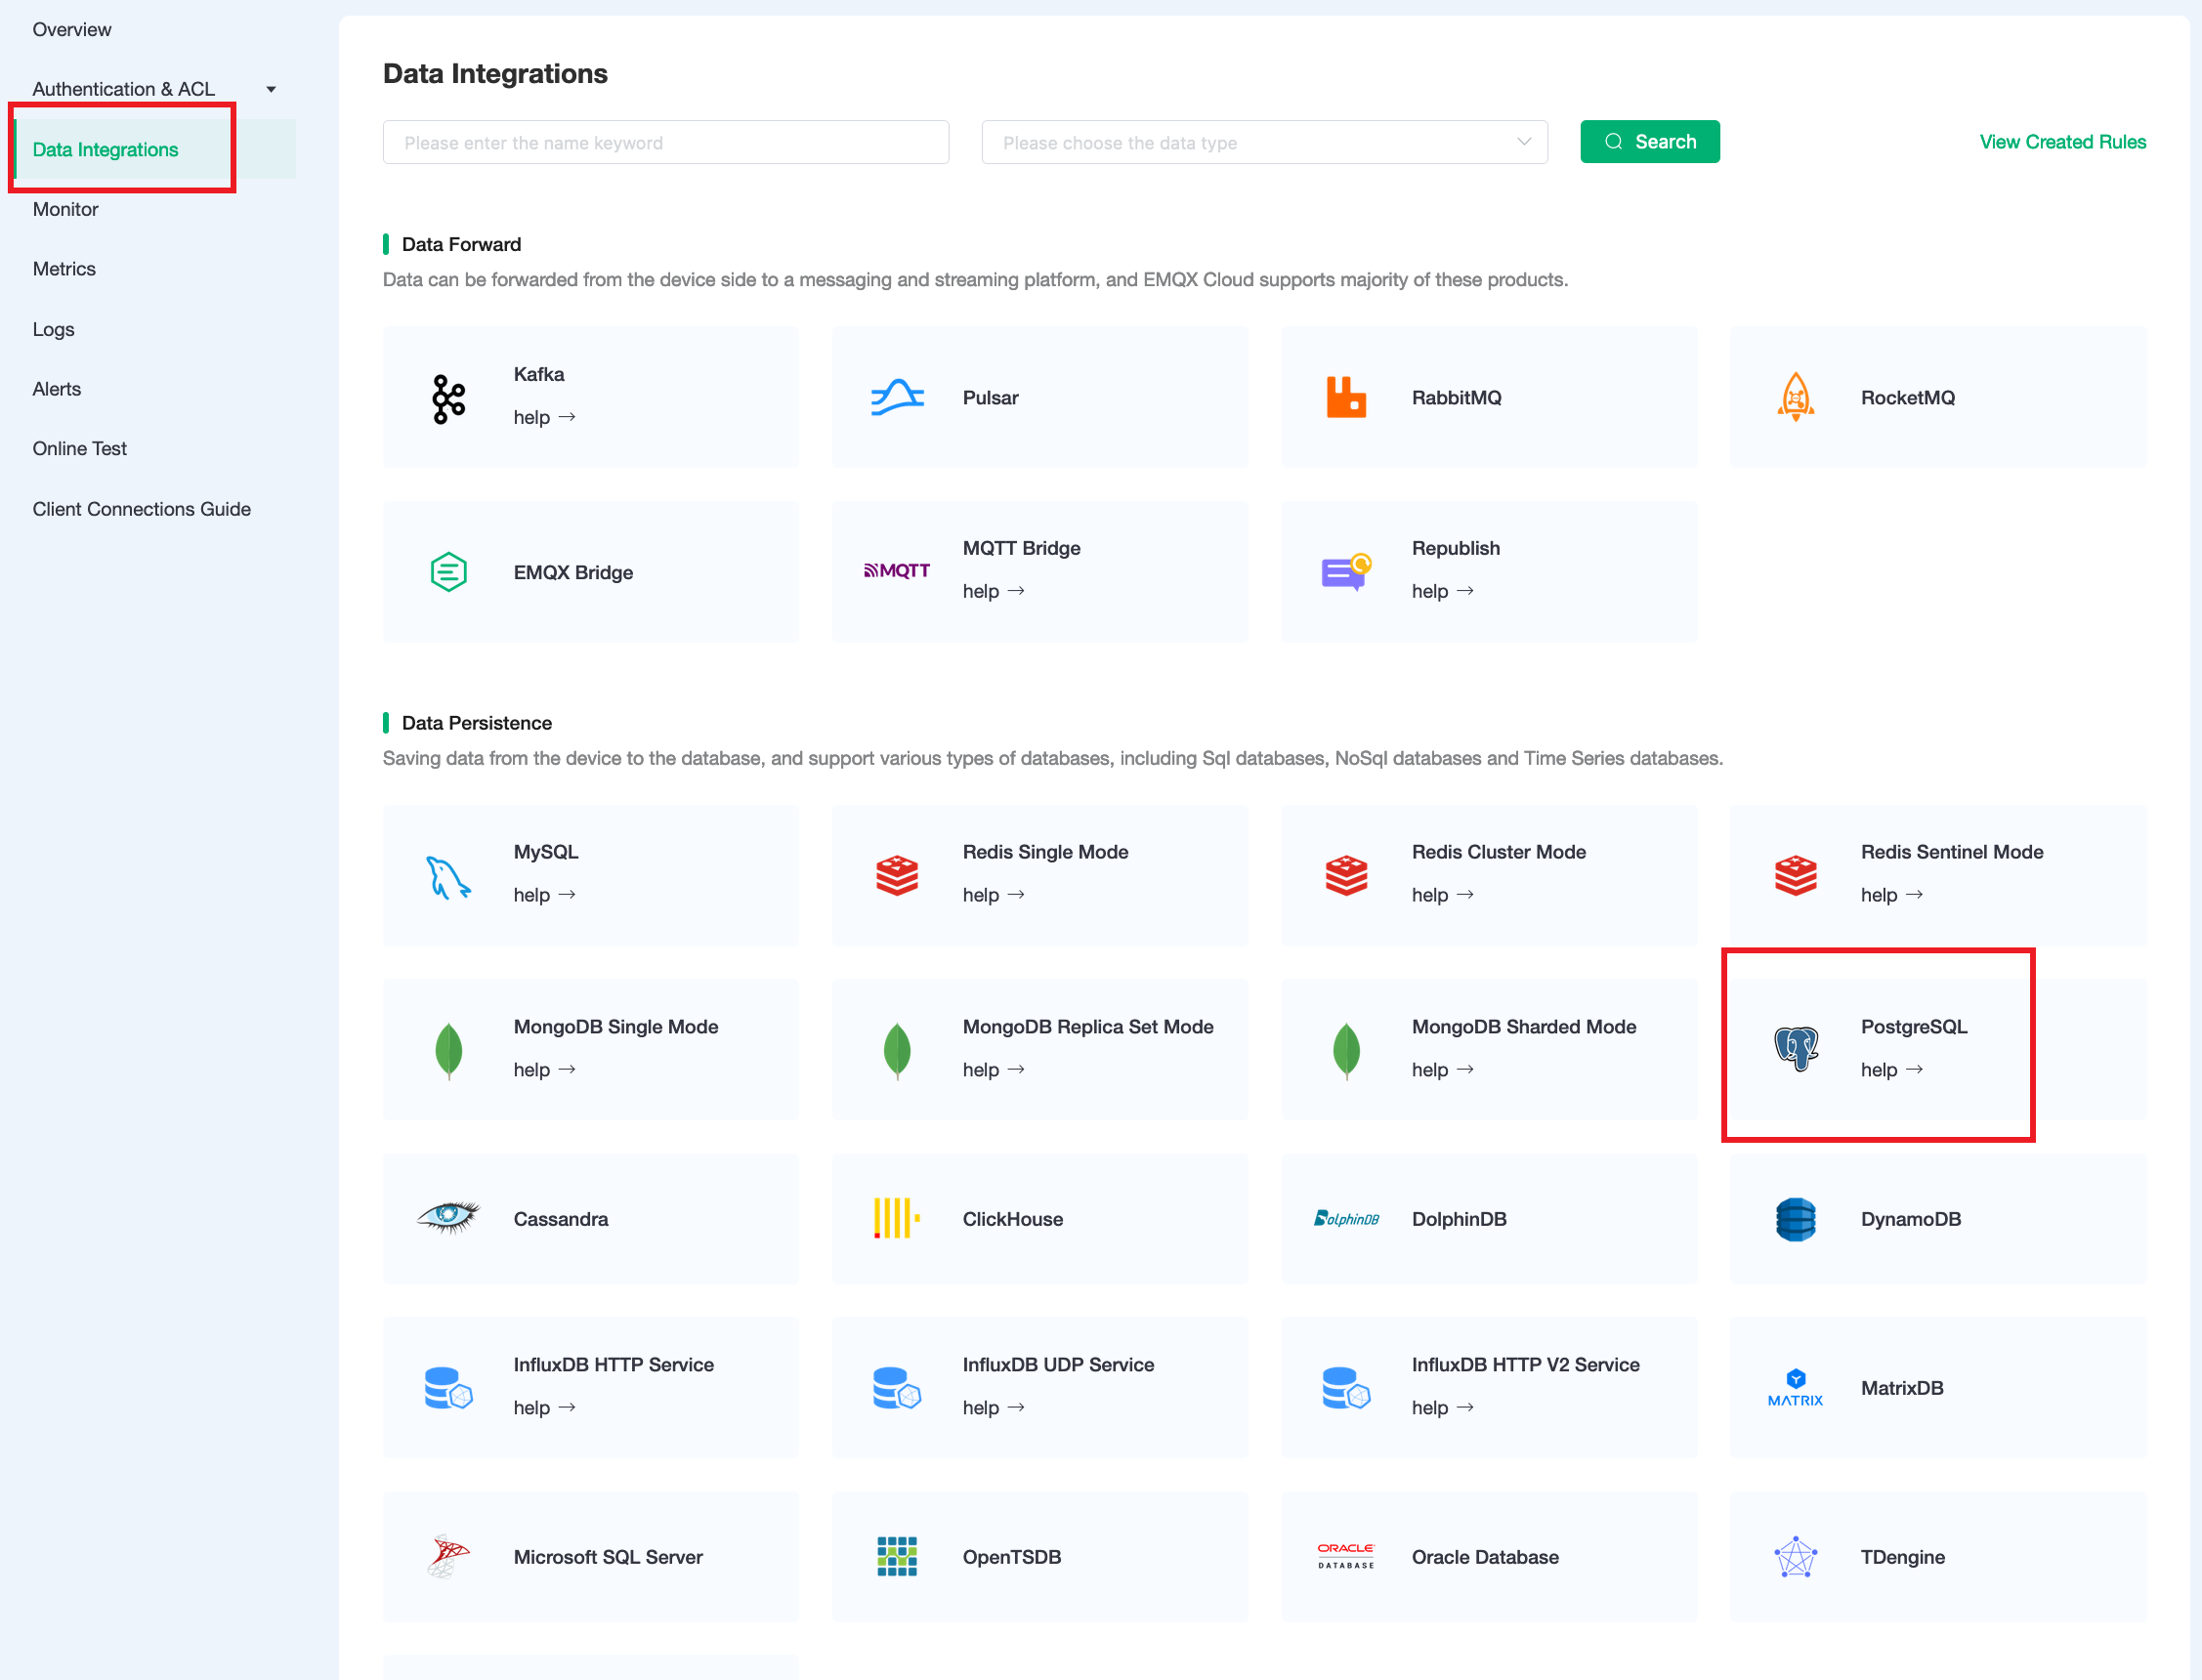 Overview
Authentication & ACL
Data Integrations
Monitor
Metrics
Logs
Alerts
Online Test
Client Connections Guide
Data Integrations
Please enter the name keyword
Please choose the data type
Search
View Created Rules
Data Forward
Data can be forwarded from the device side to a messaging and streaming platform, and EMQX Cloud supports majority of these products.
Kafka
help →
Pulsar
RabbitMQ
RocketMQ
EMQX Bridge
MQTT
MQTT Bridge
help →
Republish
help →
Data Persistence
Saving data from the device to the database, and support various types of databases, including Sql databases, NoSql databases and Time Series databases.
MySQL
help →
Redis Single Mode
help →
Redis Cluster Mode
help →
Redis Sentinel Mode
help →
MongoDB Single Mode
help →
MongoDB Replica Set Mode
help →
MongoDB Sharded Mode
help →
PostgreSQL
help →
Cassandra
ClickHouse
DolphinDB
DolphinDB
DynamoDB
InfluxDB HTTP Service
help →
InfluxDB UDP Service
help →
InfluxDB HTTP V2 Service
help →
MATRIX
MatrixDB
Microsoft SQL Server
OpenTSDB
ORACLE
DATABASE
Oracle Database
TDengine